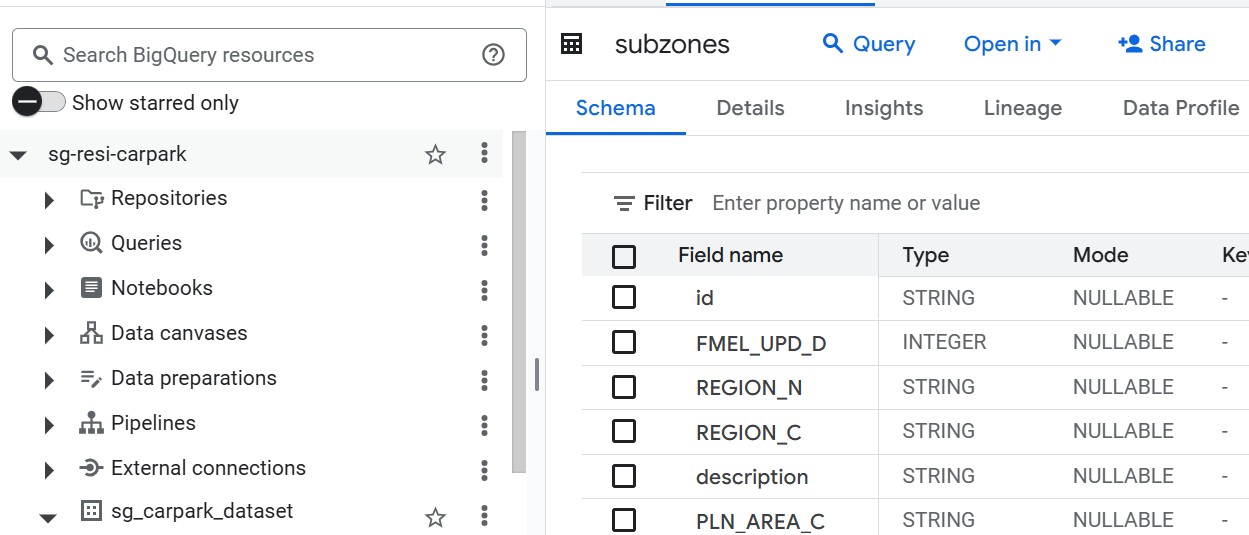 Search BigQuery resources
Show starred only
sg-resi-carpark
Repositories
Queries
Notebooks
Data canvases
Data preparations
Pipelines
External connections
sg_carpark_dataset
subzones Query Open in Share
Schema Details Insights Lineage Data Profile
Filter Enter property name or value
Field name Type Mode
id STRING NULLABLE -
FMEL_UPD_D INTEGER NULLABLE -
REGION_N STRING NULLABLE -
REGION_C STRING NULLABLE -
description STRING NULLABLE -
PLN_AREA_C STRING NULLABLE -